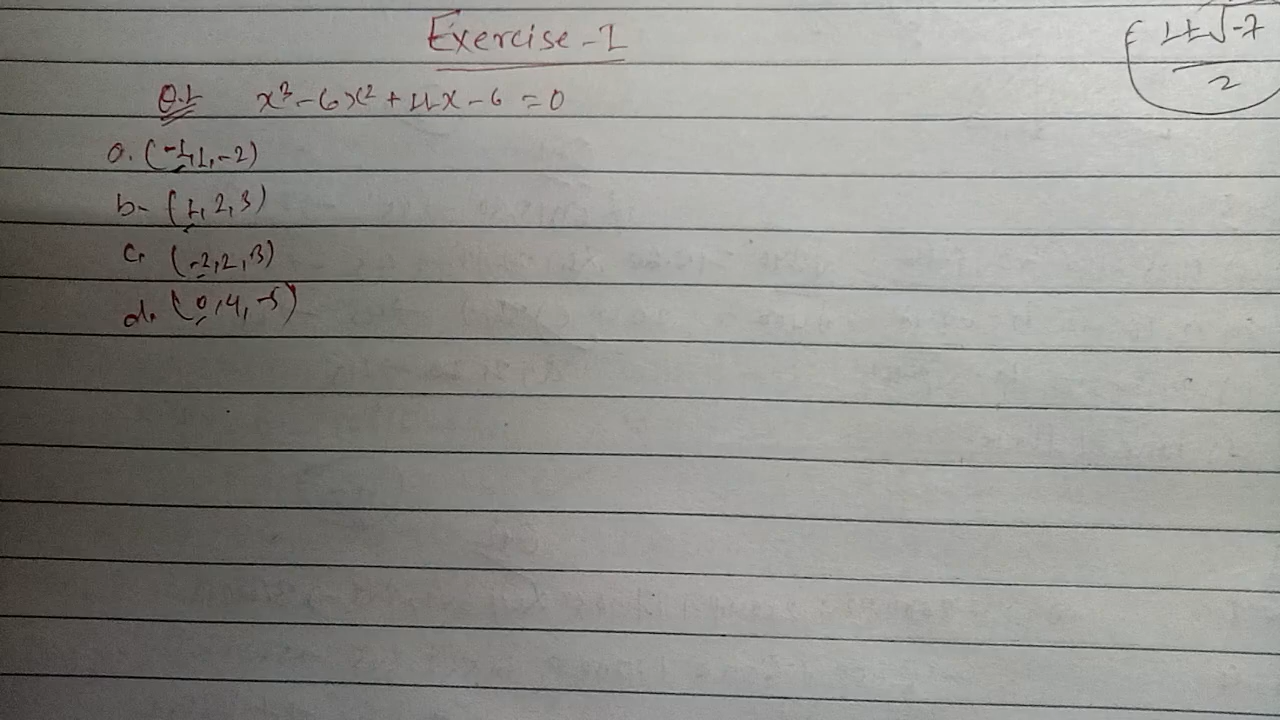 Exercise-1
1±√-7
2
Q.1 x³-6x²+11x-6=0
a. (-1,1,-2)
b- (1,2,3)
c. (-2,2,3)
d. (0,4,-5)